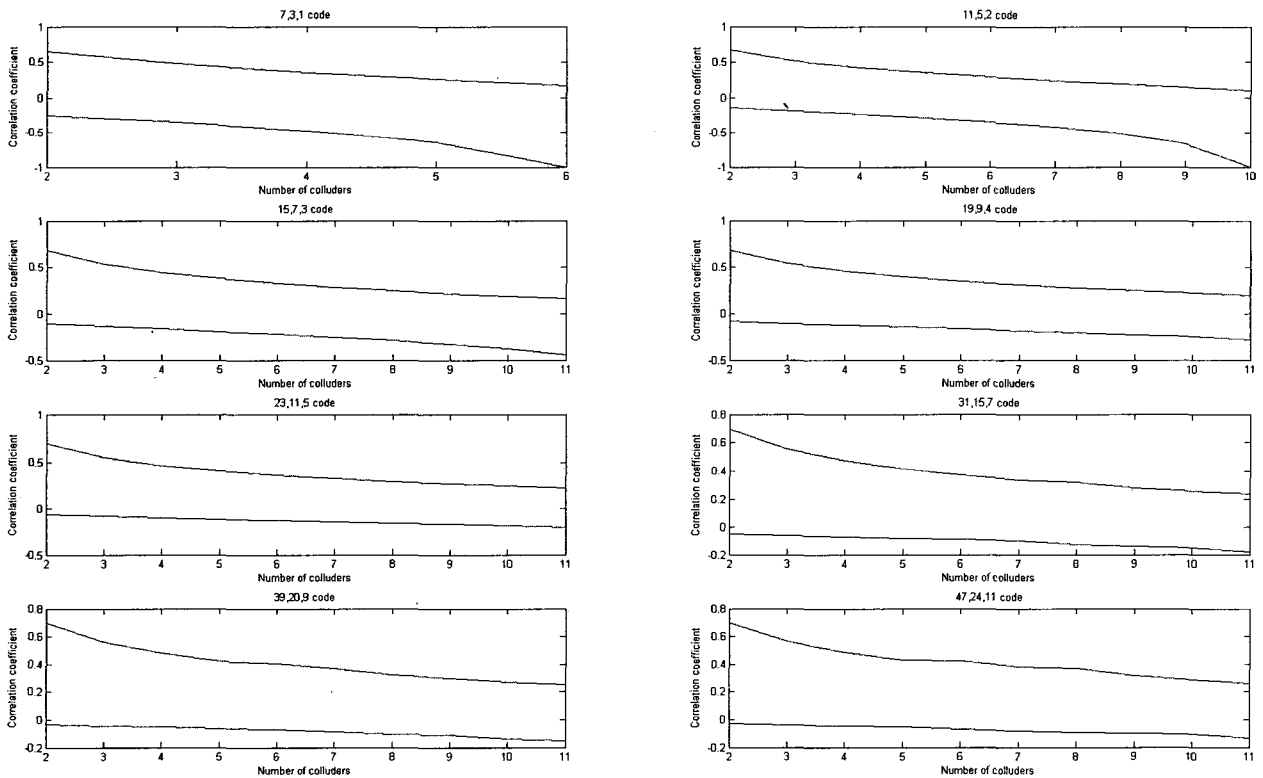 7,3,1 code
1
0.5
0
-0.5
-1
Correlation coefficient
2 3 4 5 6
Number of colluders
11,5,2 code
1
0.5
0
-0.5
-1
Correlation coefficient
2 3 4 5 6 7 8 9 10
Number of colluders
15,7,3 code
1
0.5
0
-0.5
Correlation coefficient
2 3 4 5 6 7 8 9 10 11
Number of colluders
19,9,4 code
1
0.5
0
-0.5
Correlation coefficient
2 3 4 5 6 7 8 9 10 11
Number of colluders
23,11,5 code
1
0.5
0
-0.5
Correlation coefficient
2 3 4 5 6 7 8 9 10 11
Number of colluders
31,15,7 code
0.8
0.6
0.4
0.2
0
-0.2
Correlation coefficient
2 3 4 5 6 7 8 9 10 11
Number of colluders
39,20,9 code
0.8
0.6
0.4
0.2
0
-0.2
Correlation coefficient
2 3 4 5 6 7 8 9 10 11
Number of colluders
47,24,11 code
0.8
0.6
0.4
0.2
0
-0.2
Correlation coefficient
2 3 4 5 6 7 8 9 10 11
Number of colluders